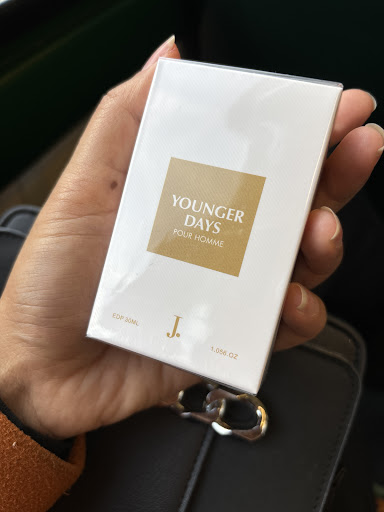 YOUNGER
DAYS
POUR HOMME
EDP 30ML
J.
1.056 OZ